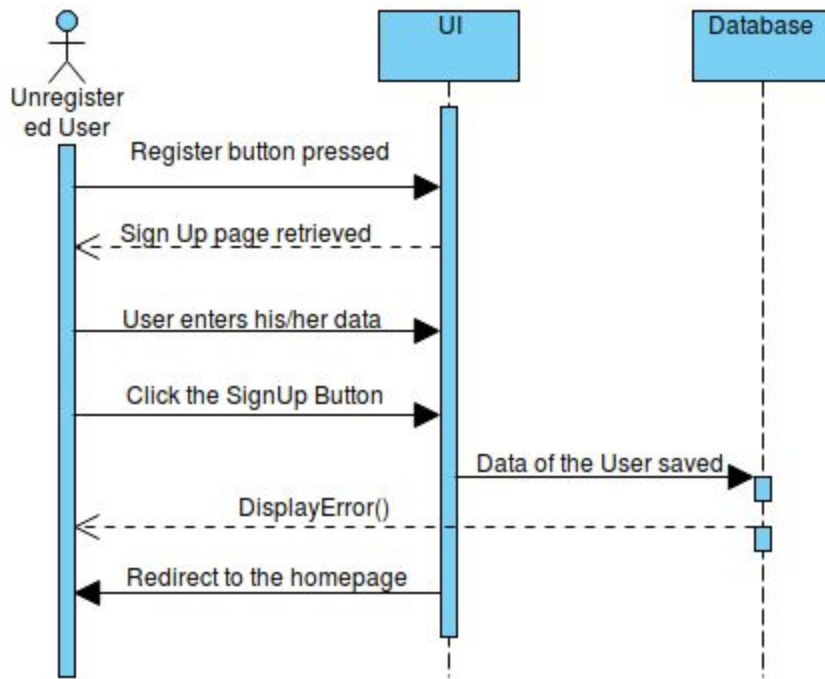 UI
Database
Unregister
ed User
Register button pressed
Sign Up page retrieved
User enters his/her data
Click the SignUp Button
Data of the User saved
DisplayError()
Redirect to the homepage